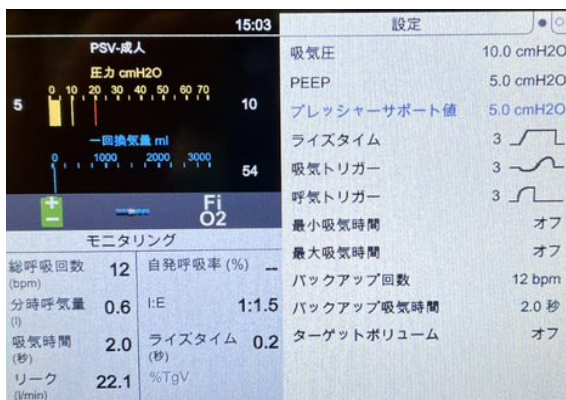 15:03
PSV-成人
圧力 cmH2O
0 10 20 30 40 50 60 70
5
10
一回換気量 ml
0 1000 2000 3000
54
Fi
O2
モニタリング
総呼吸回数 12 自発呼吸率 (%) --
(bpm)
分時呼気量 0.6 I:E 1:1.5
(l)
吸気時間 2.0 ライズタイム 0.2
(秒) (秒)
リーク 22.1 %TgV
(l/min)
設定
吸気圧 10.0 cmH2O
PEEP 5.0 cmH2O
プレッシャーサポート値 5.0 cmH2O
ライズタイム 3
吸気トリガー 3
呼気トリガー 3
最小吸気時間 オフ
最大吸気時間 オフ
バックアップ回数 12 bpm
バックアップ吸気時間 2.0 秒
ターゲットボリューム オフ